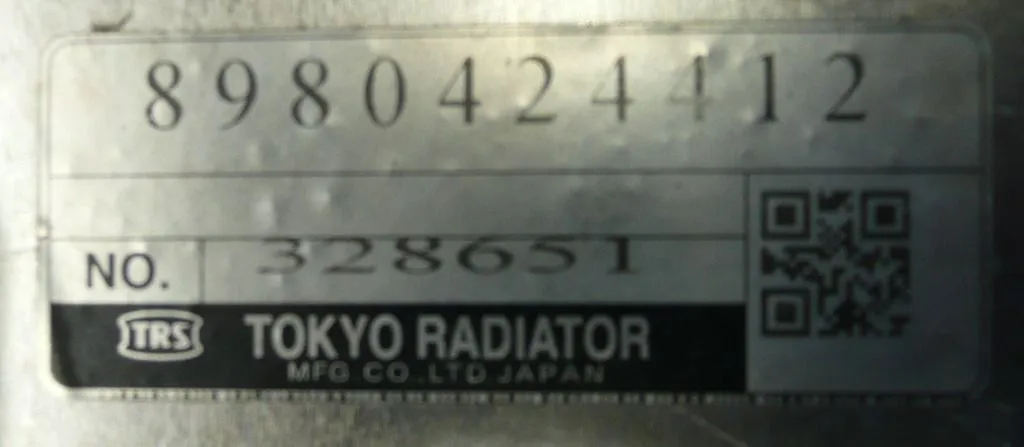 8980424412
NO. 328651
TRS TOKYO RADIATOR
MFG.CO.,LTD.JAPAN